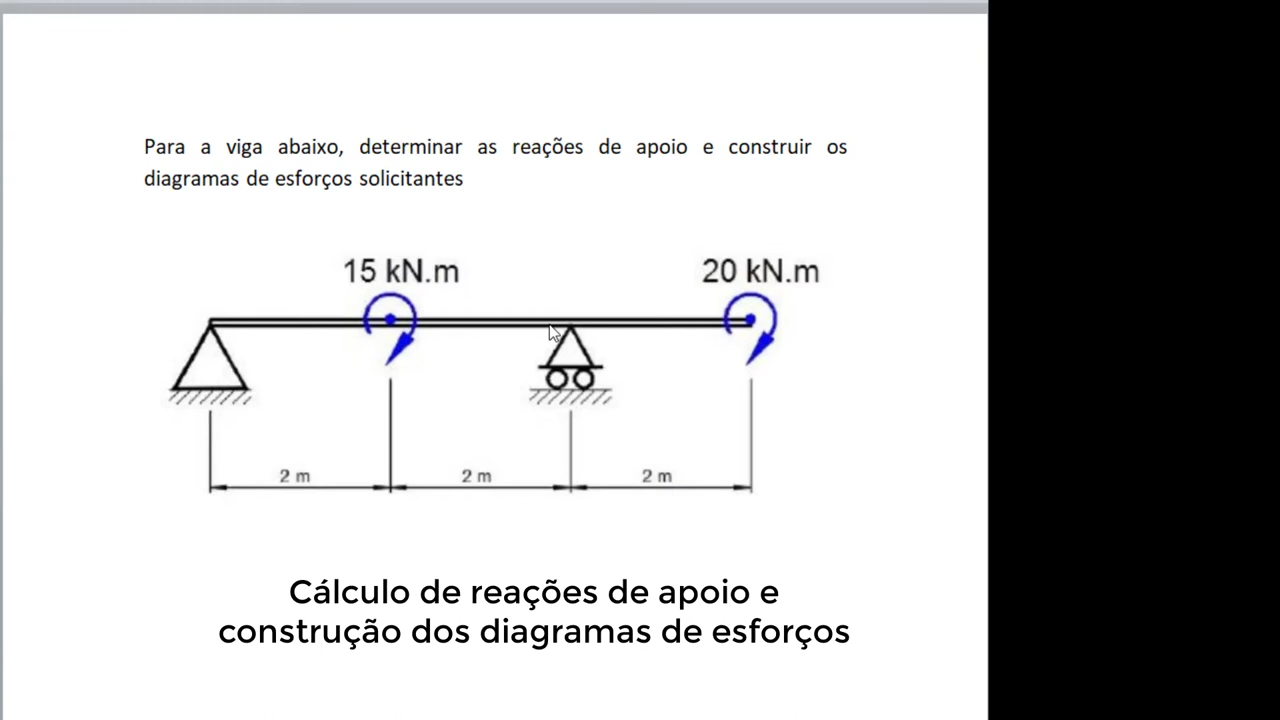 Para a viga abaixo, determinar as reações de apoio e construir os
diagramas de esforço solicitantes
15 kN.m 20 kN.m
2 m 2 m 2 m
Cálculo de reações de apoio e
construção dos diagramas de esforços